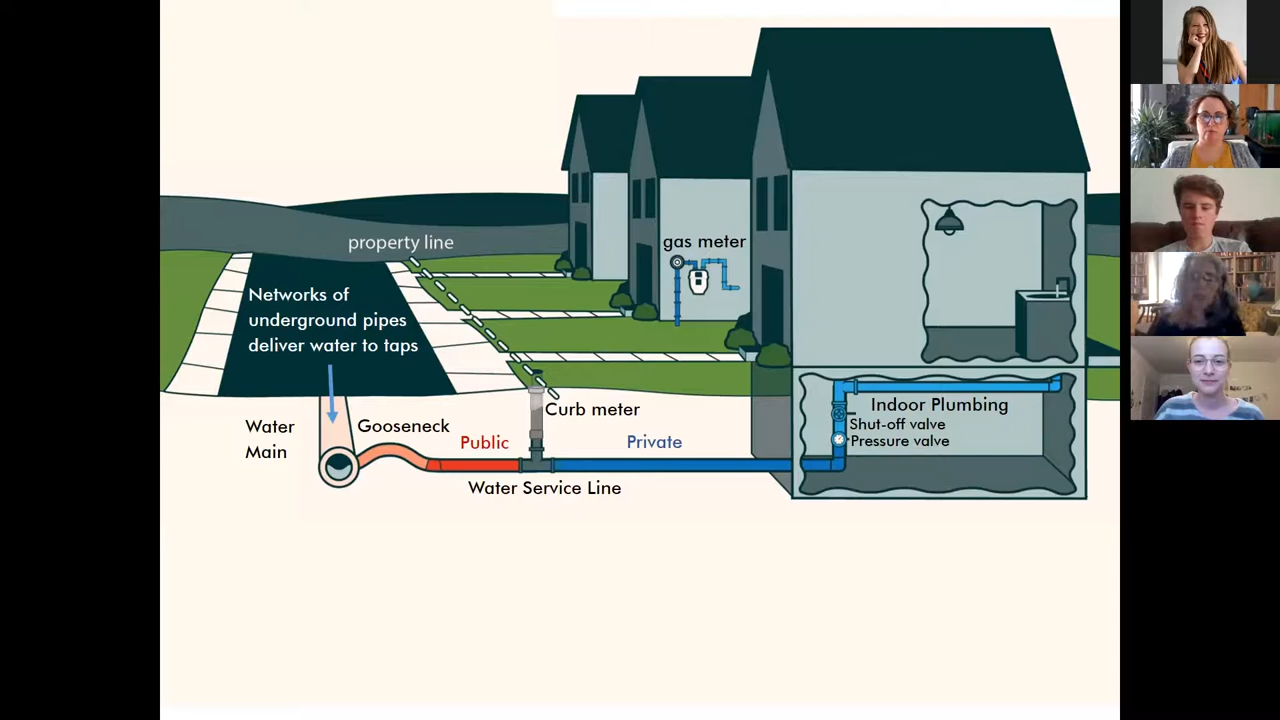 property line
gas meter
Networks of
underground pipes
deliver water to taps
Curb meter
Indoor Plumbing
Shut-off valve
Pressure valve
Water
Main
Gooseneck
Public
Private
Water Service Line